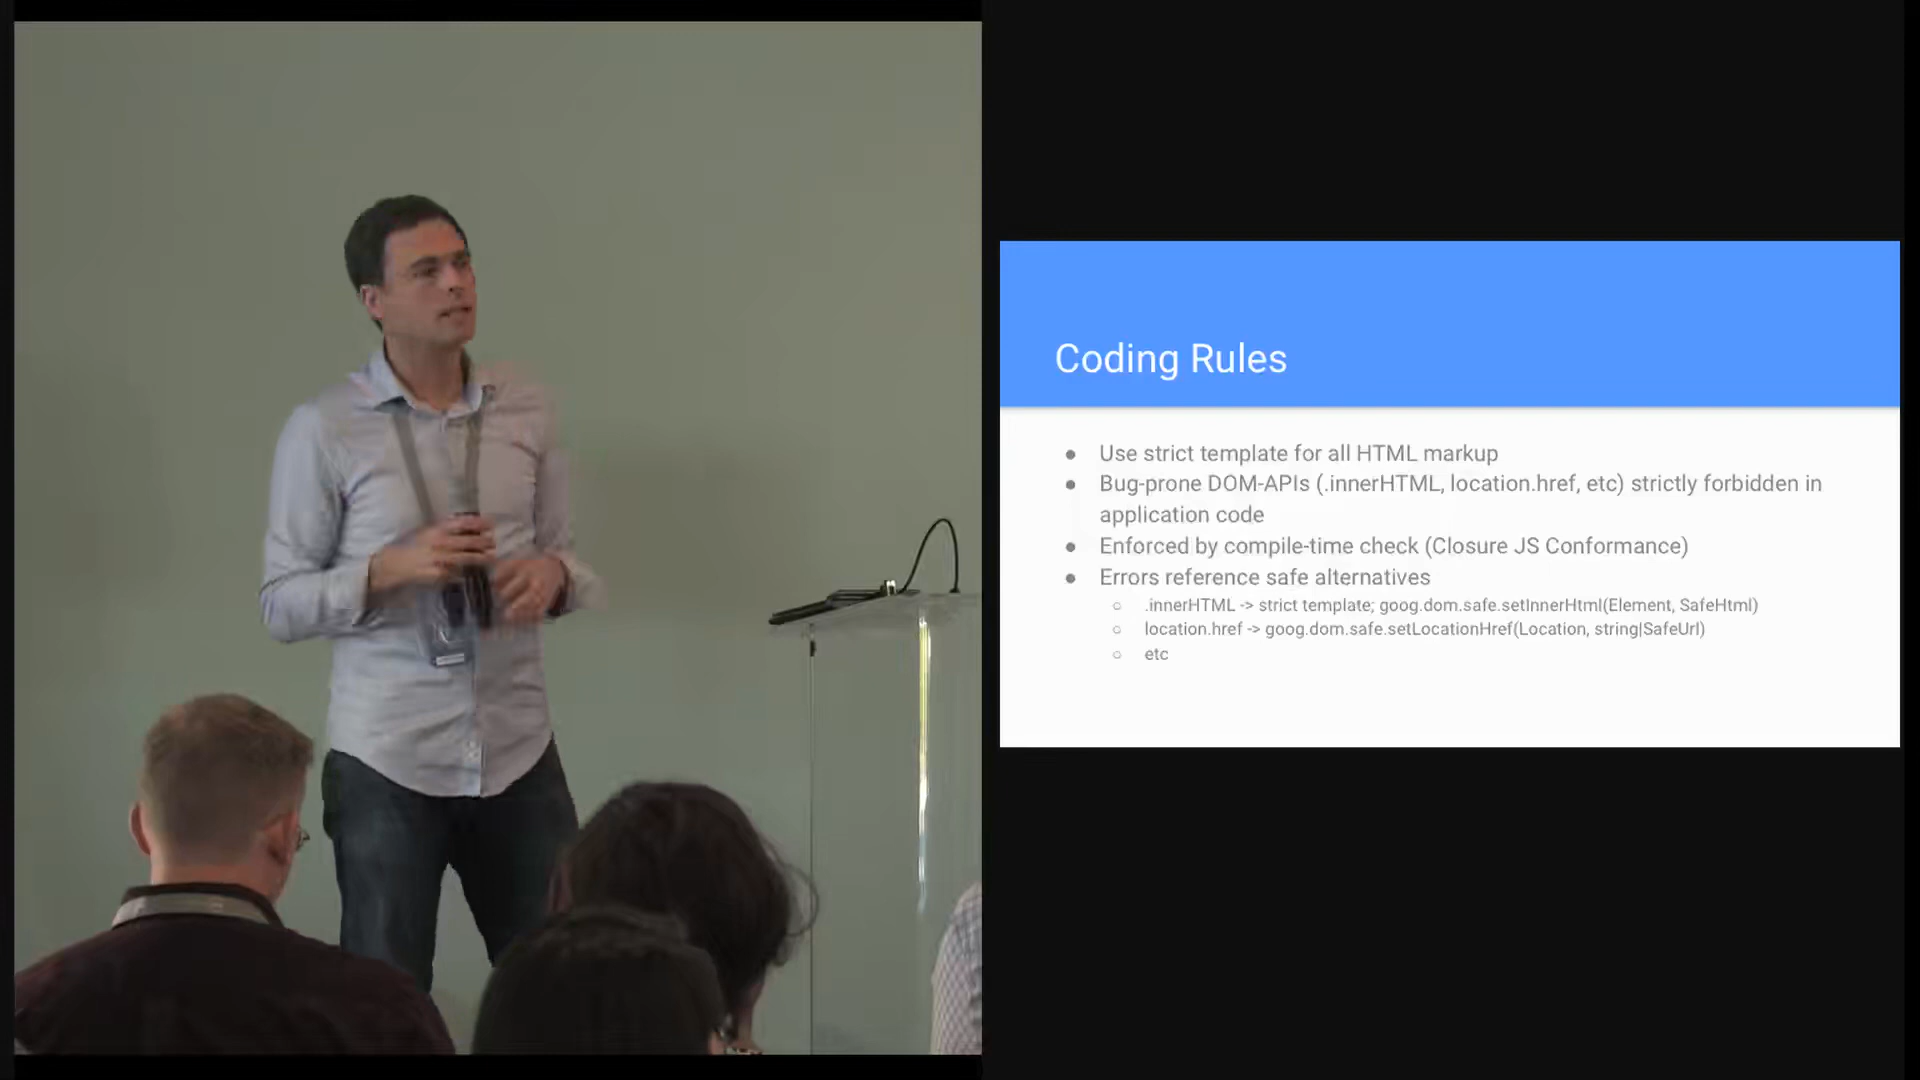 Coding Rules
● Use strict template for all HTML markup
● Bug-prone DOM-APIs (.innerHTML, location.href, etc) strictly forbidden in
application code
● Enforced by compile-time check (Closure JS Conformance)
● Errors reference safe alternatives
○ .innerHTML -> strict template; goog.dom.safe.setInnerHtml(Element, SafeHtml)
○ location.href -> goog.dom.safe.setLocationHref(Location, string|SafeUrl)
○ etc